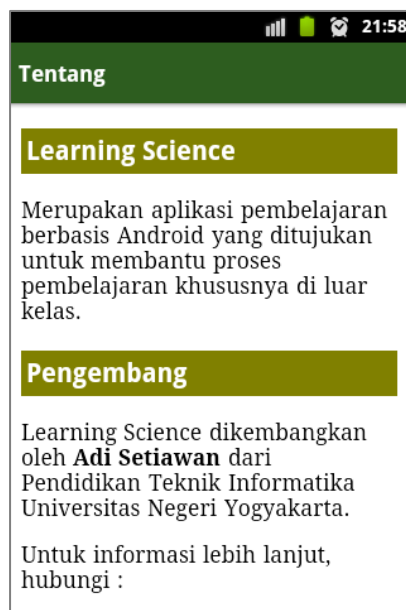 21:58
Tentang
Learning Science
Merupakan aplikasi pembelajaran
berbasis Android yang ditujukan
untuk membantu proses
pembelajaran khususnya di luar
kelas.
Pengembang
Learning Science dikembangkan
oleh Adi Setiawan dari
Pendidikan Teknik Informatika
Universitas Negeri Yogyakarta.
Untuk informasi lebih lanjut,
hubungi :